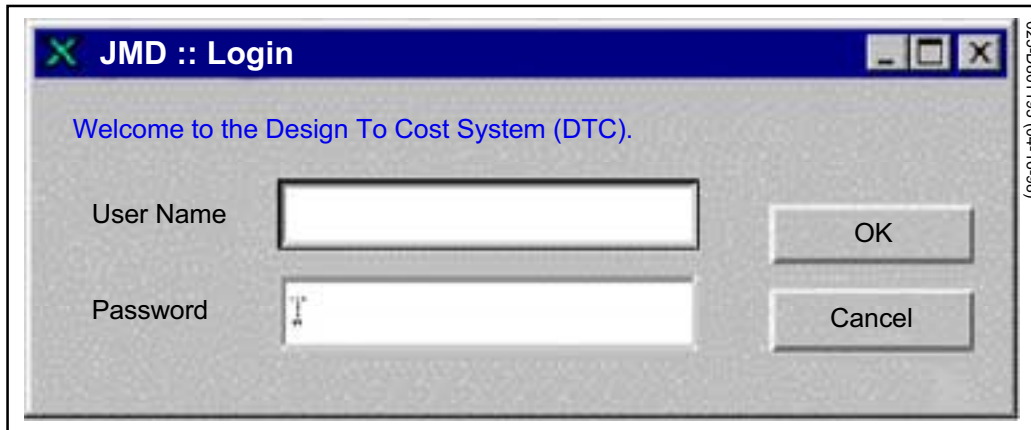 JMD :: Login
Welcome to the Design To Cost System (DTC).
User Name
OK
Password
Cancel